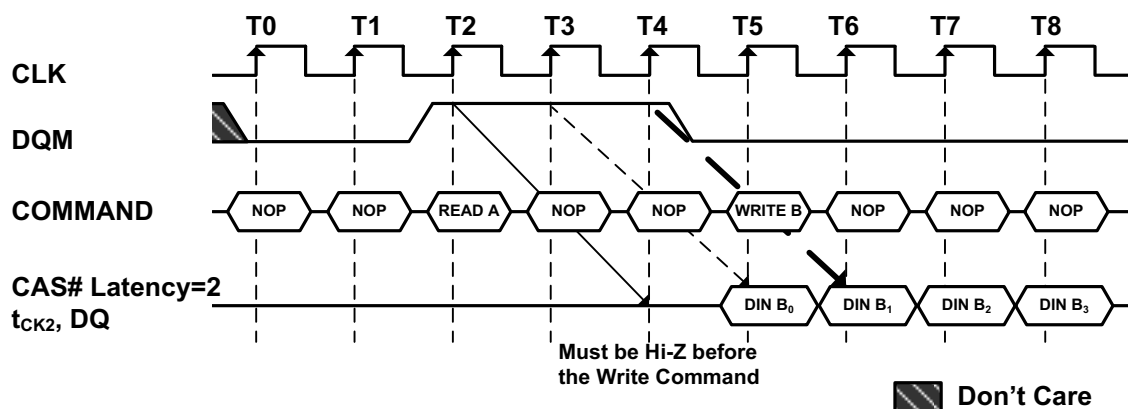 T0 T1 T2 T3 T4 T5 T6 T7 T8
CLK
DQM
COMMAND NOP NOP READ A NOP NOP WRITE B NOP NOP NOP
CAS# Latency=2
tCK2, DQ DIN B0 DIN B1 DIN B2 DIN B3
Must be Hi-Z before
the Write Command
Don't Care